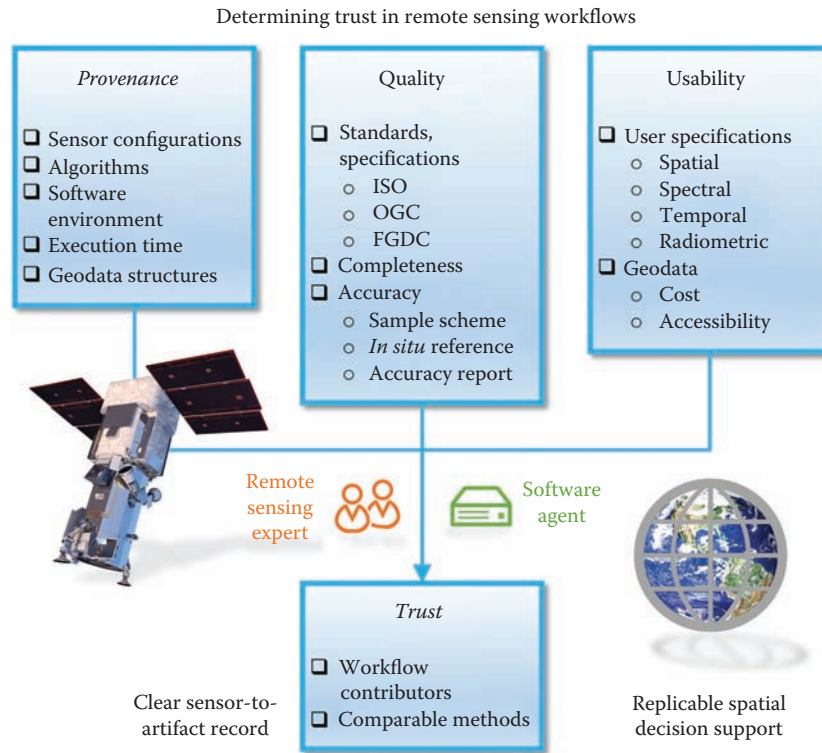 Determining trust in remote sensing workflows
Provenance
Sensor configurations
Algorithms
Software
environment
Execution time
Geodata structures
Quality
Standards,
specifications
ISO
OGC
FGDC
Completeness
Accuracy
Sample scheme
In situ reference
Accuracy report
Usability
User specifications
Spatial
Spectral
Temporal
Radiometric
Geodata
Cost
Accessibility
Remote
sensing
expert
Software
agent
Trust
Workflow
contributors
Comparable methods
Clear sensor-to-
artifact record
Replicable spatial
decision support